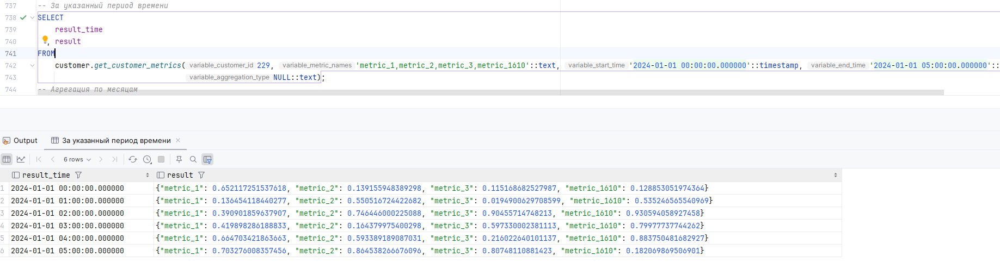 737 -- За указанный период времени
738 SELECT
739 result_time
740 , result
741 FROM
742 customer.get_customer_metrics( variable_customer_id 229, variable_metric_names 'metric_1,metric_2,metric_3,metric_1610'::text, variable_start_time '2024-01-01 00:00:00.000000'::timestamp, variable_end_time '2024-01-01 05:00:00.000000'::
743 variable_aggregation_type NULL::text);
744 -- Агрегация по месяцам
Output За указанный период времени
6 rows
result_time result
1 2024-01-01 00:00:00.000000 {"metric_1": 0.652117251537618, "metric_2": 0.139155948389298, "metric_3": 0.115168682527987, "metric_1610": 0.128853051974364}
2 2024-01-01 01:00:00.000000 {"metric_1": 0.136454118440277, "metric_2": 0.550516724422682, "metric_3": 0.0194900629708599, "metric_1610": 0.535246565540969}
3 2024-01-01 02:00:00.000000 {"metric_1": 0.390901859637907, "metric_2": 0.746446000225088, "metric_3": 0.90455714748213, "metric_1610": 0.930594058927458}
4 2024-01-01 03:00:00.000000 {"metric_1": 0.419898286188833, "metric_2": 0.164379975400298, "metric_3": 0.597330002381113, "metric_1610": 0.79977737744262}
5 2024-01-01 04:00:00.000000 {"metric_1": 0.664703421863663, "metric_2": 0.593389189087031, "metric_3": 0.216022640101137, "metric_1610": 0.883750481682927}
6 2024-01-01 05:00:00.000000 {"metric_1": 0.703276008357456, "metric_2": 0.864538266676096, "metric_3": 0.80748110881423, "metric_1610": 0.182069869506901}